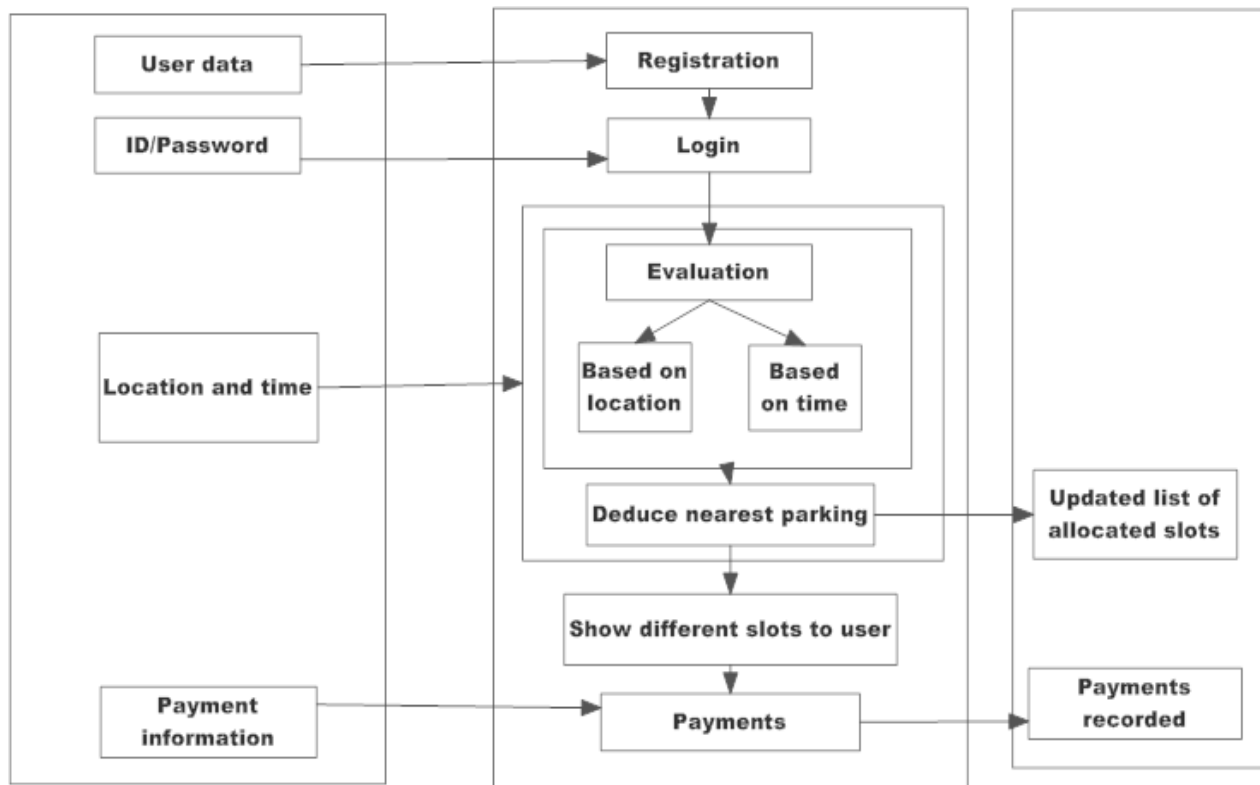 User data
Registration
ID/Password
Login
Evaluation
Location and time
Based on
location
Based
on time
Deduce nearest parking
Updated list of
allocated slots
Show different slots to user
Payment
information
Payments
Payments
recorded